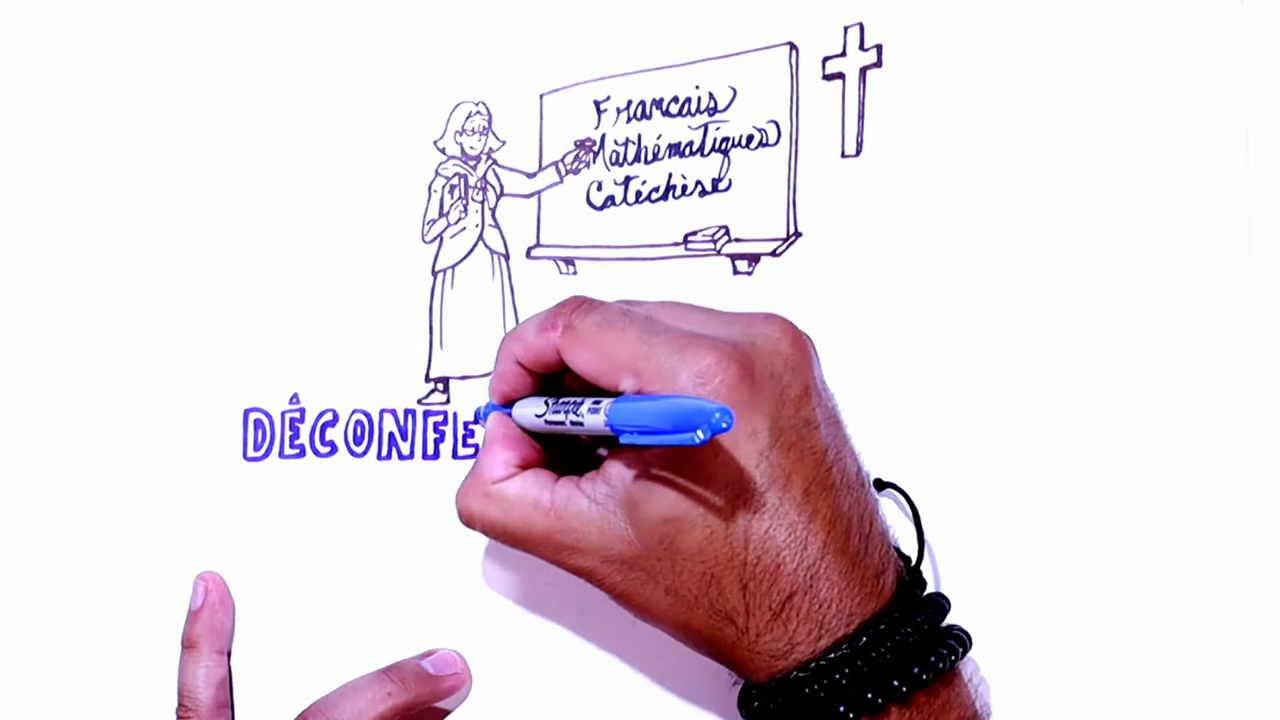 Francais
Mathématiques
Catéchèse
DÉCONFE
Sharpie